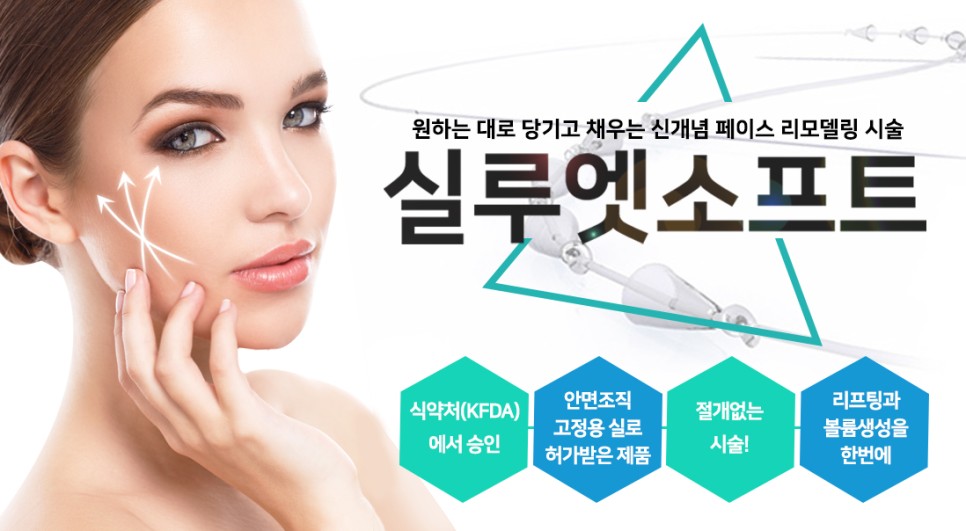 원하는 대로 당기고 채우는 신개념 페이스 리모델링 시술
실루엣소프트
식약처(KFDA)
에서 승인
안면조직
고정용 실로
허가받은 제품
절개없는
시술!
리프팅과
볼륨생성을
한번에